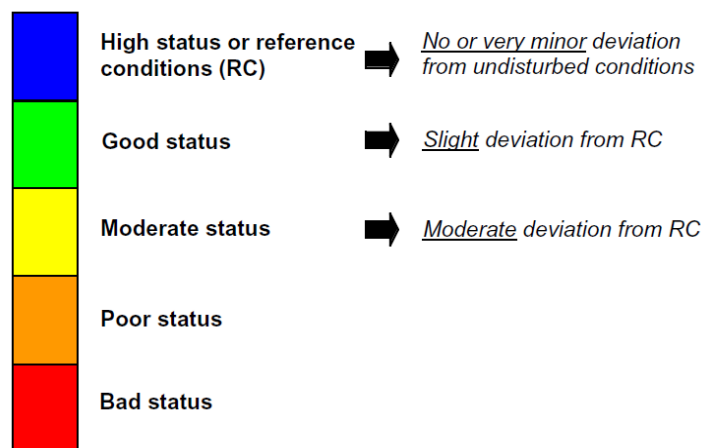 High status or reference
conditions (RC)
No or very minor deviation
from undisturbed conditions
Good status
Slight deviation from RC
Moderate status
Moderate deviation from RC
Poor status
Bad status